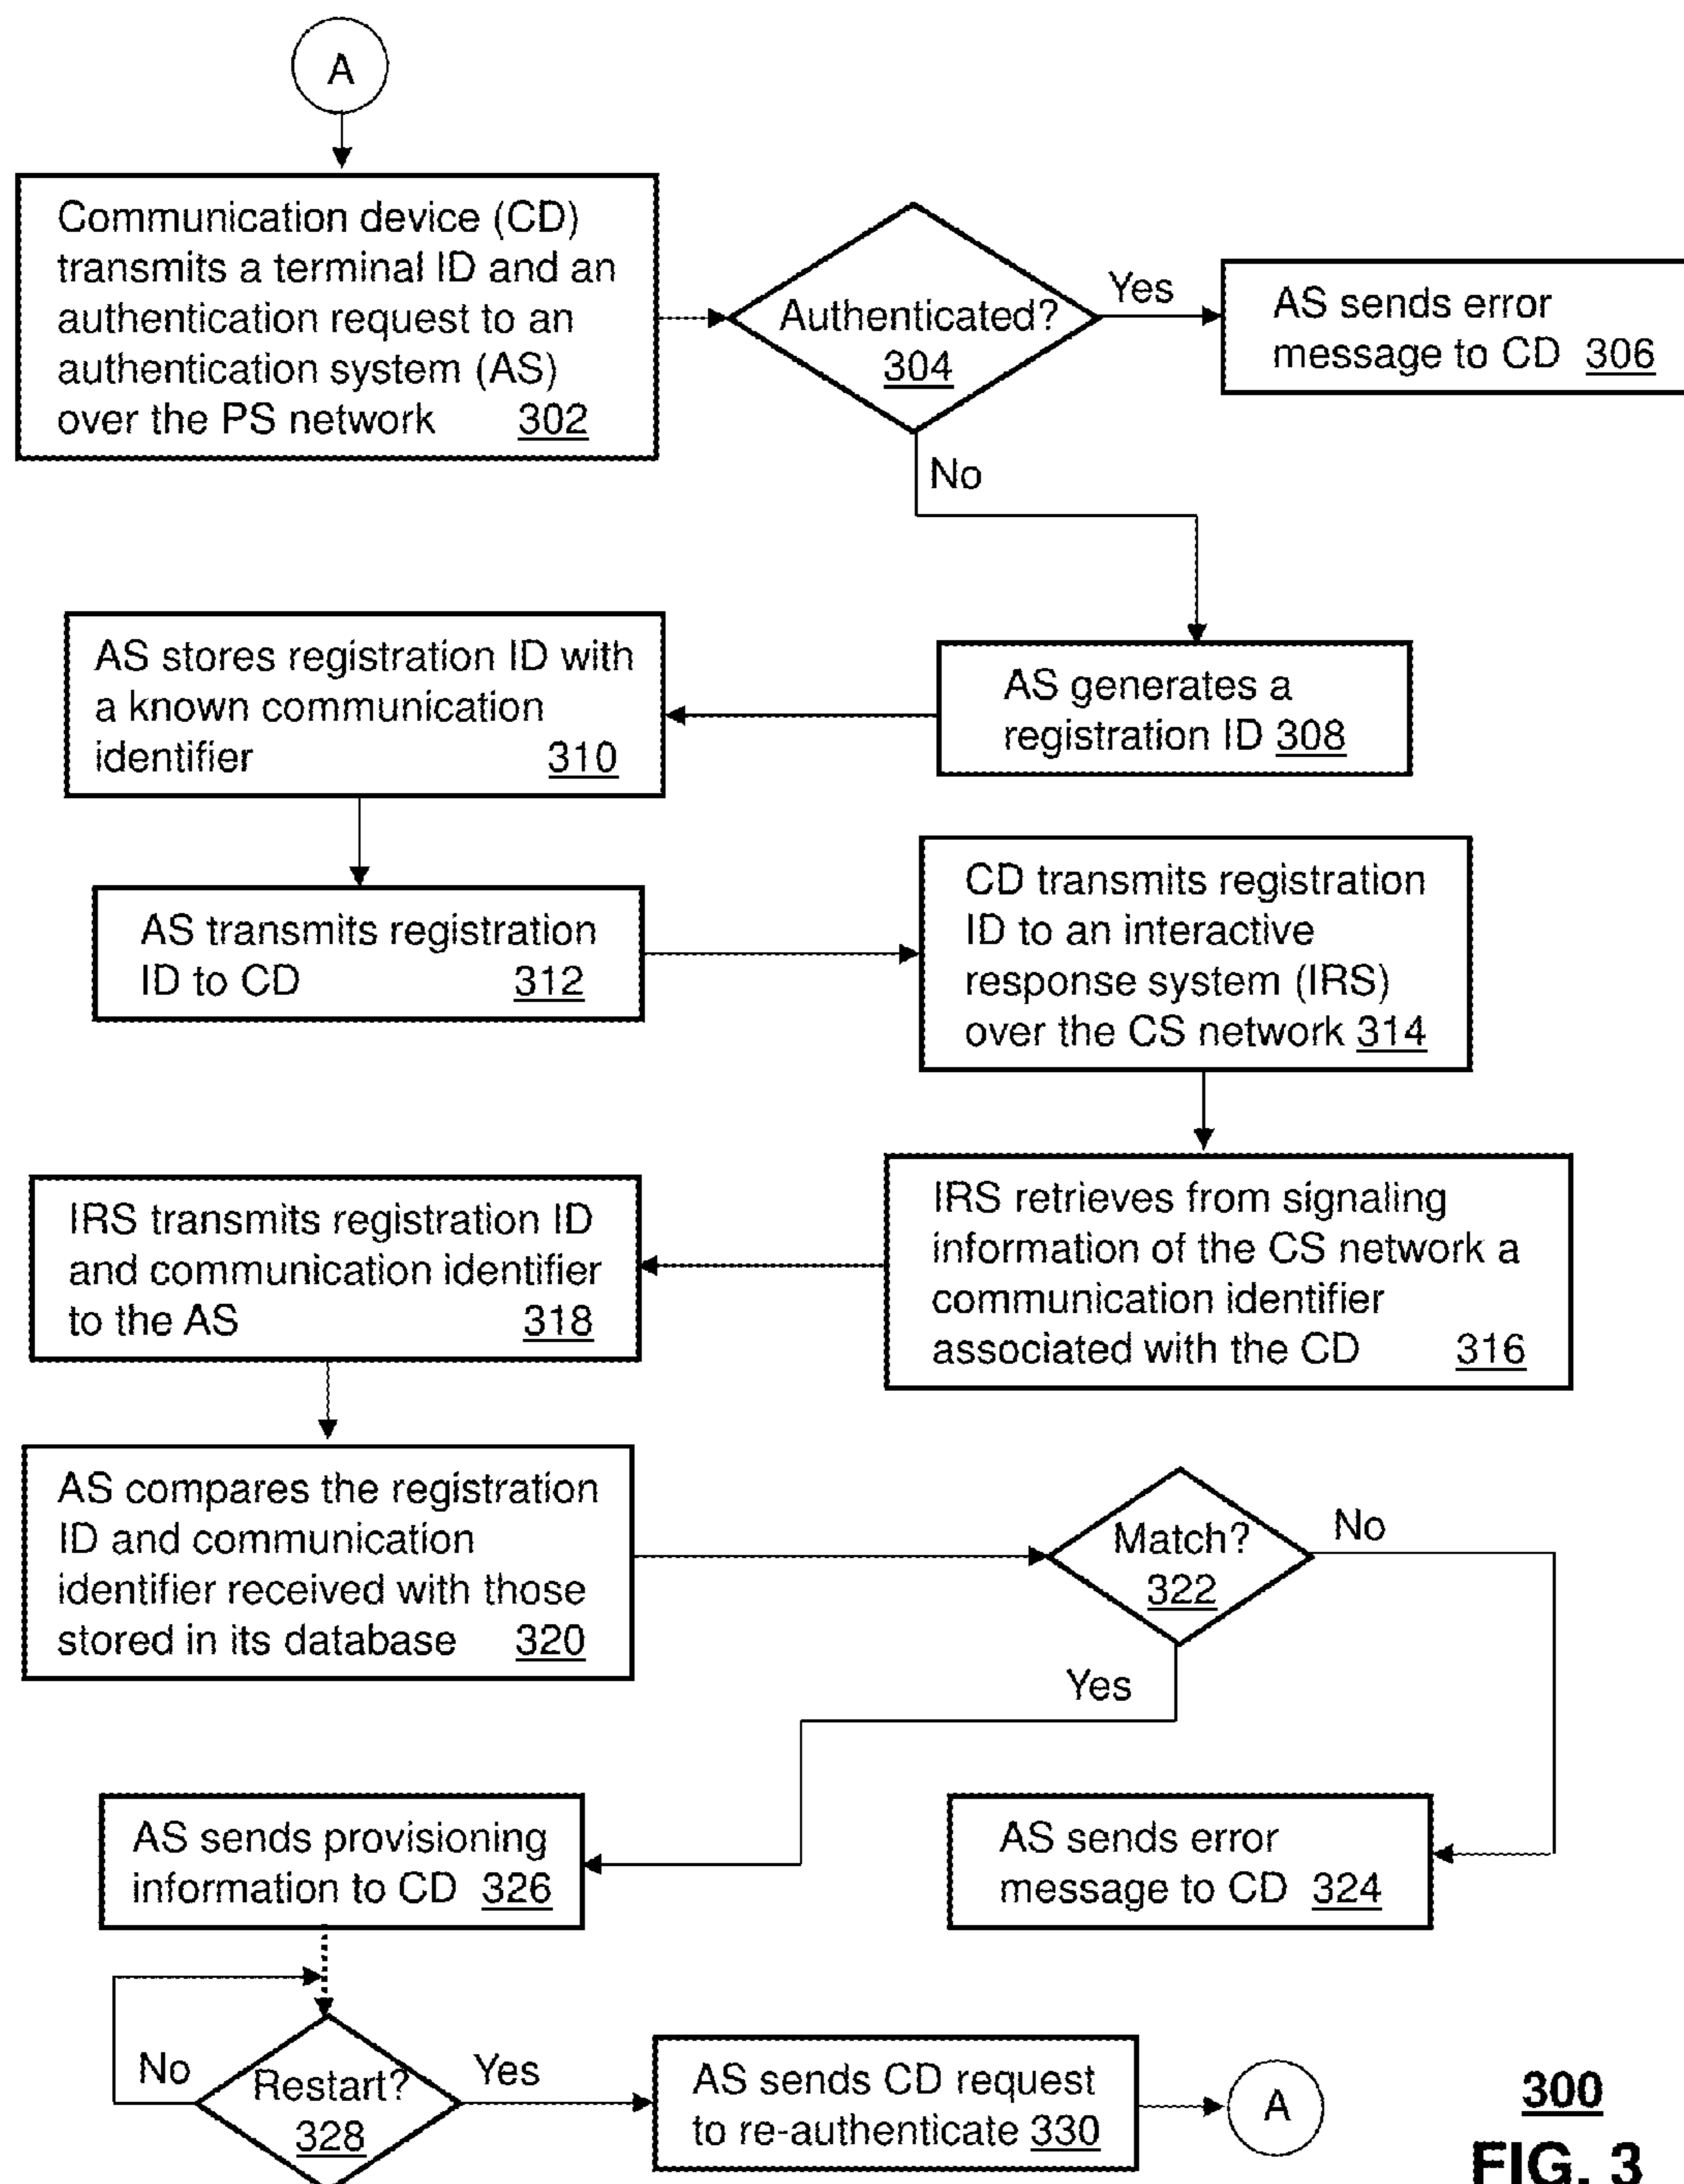 A
Communication device (CD)
transmits a terminal ID and an
authentication request to an
authentication system (AS)
over the PS network 302
Authenticated?
304
Yes
AS sends error
message to CD 306
No
AS generates a
registration ID 308
AS stores registration ID with
a known communication
identifier 310
AS transmits registration
ID to CD 312
CD transmits registration
ID to an interactive
response system (IRS)
over the CS network 314
IRS retrieves from signaling
information of the CS network a
communication identifier
associated with the CD 316
IRS transmits registration ID
and communication identifier
to the AS 318
AS compares the registration
ID and communication
identifier received with those
stored in its database 320
Match?
322
No
Yes
AS sends error
message to CD 324
AS sends provisioning
information to CD 326
No
Restart?
328
Yes
AS sends CD request
to re-authenticate 330
A
300
FIG. 3